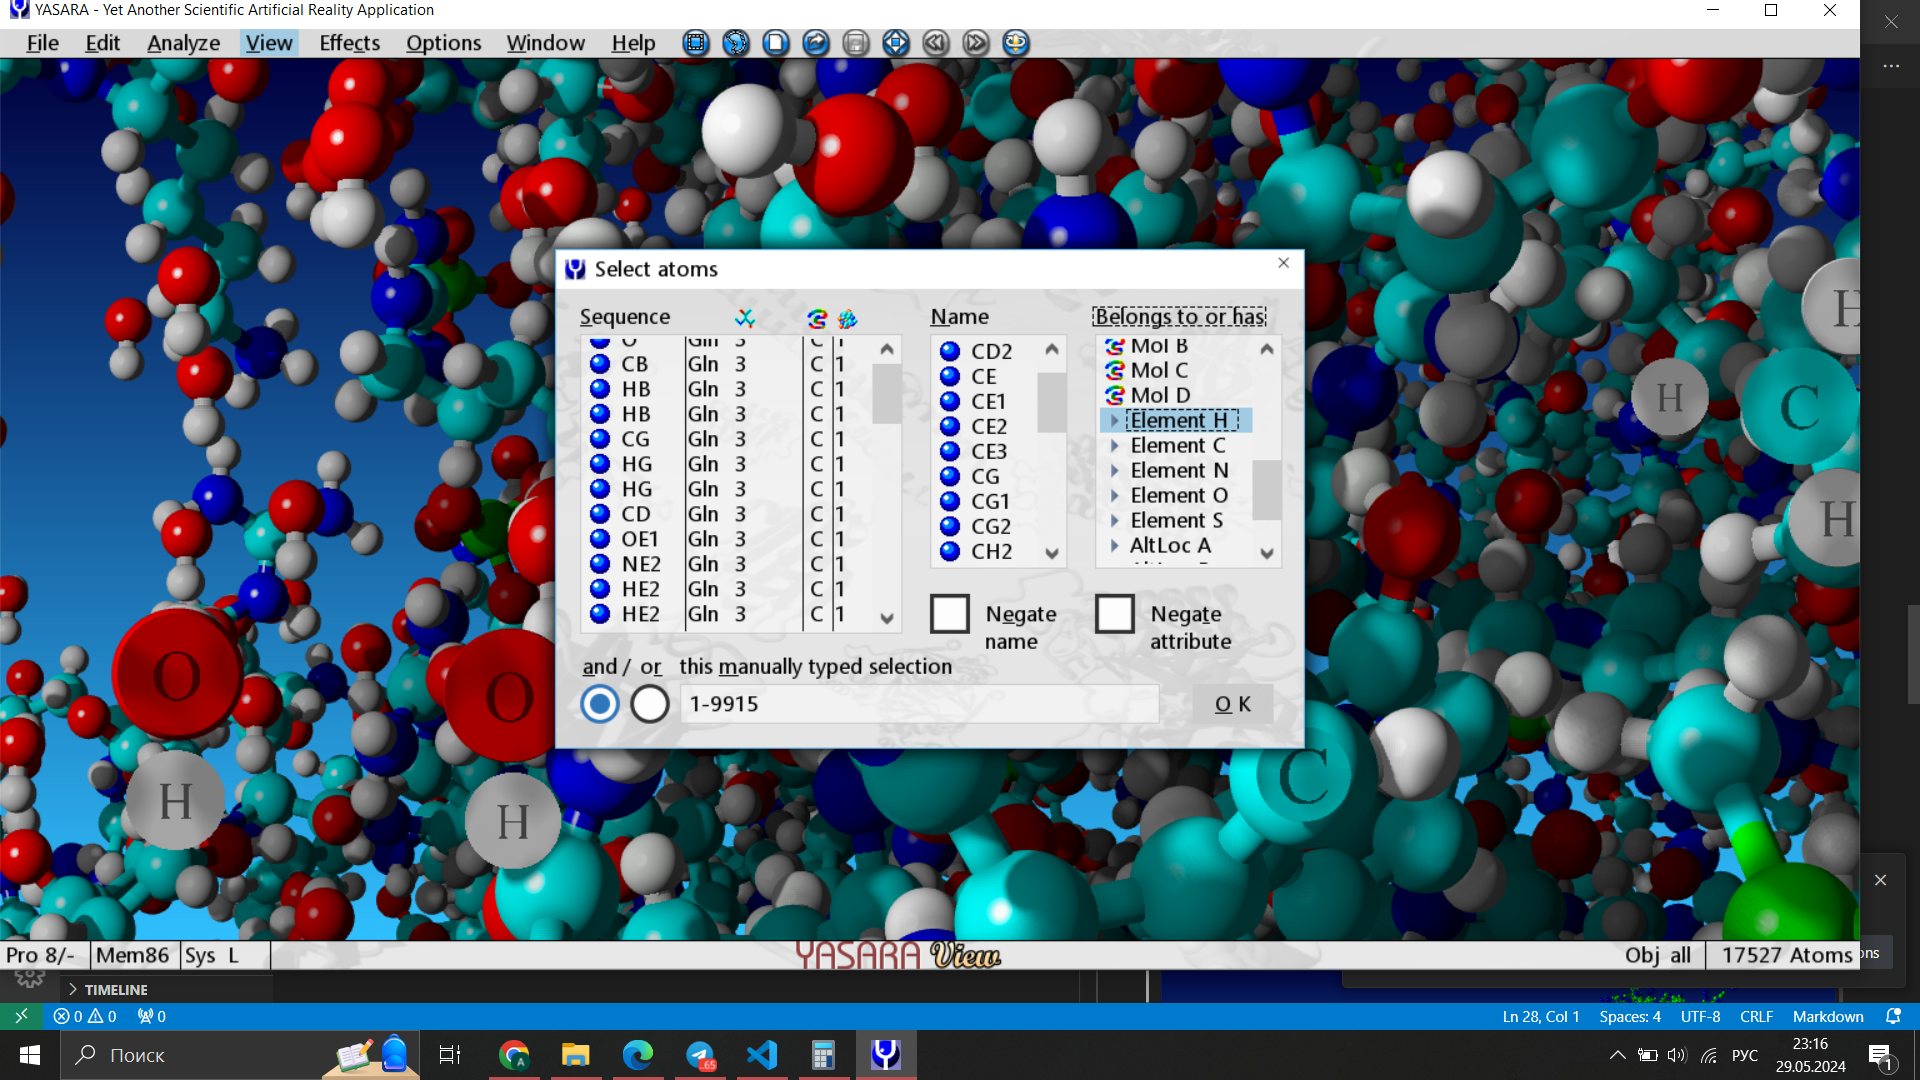 YASARA - Yet Another Scientific Artificial Reality Application
File Edit Analyze View Effects Options Window Help
Select atoms
Sequence
Name
Belongs to or has
O Gln 3 C 1
CB Gln 3 C 1
HB Gln 3 C 1
HB Gln 3 C 1
CG Gln 3 C 1
HG Gln 3 C 1
HG Gln 3 C 1
CD Gln 3 C 1
OE1 Gln 3 C 1
NE2 Gln 3 C 1
HE2 Gln 3 C 1
HE2 Gln 3 C 1
CD2
CE
CE1
CE2
CE3
CG
CG1
CG2
CH2
Mol B
Mol C
Mol D
Element H
Element C
Element N
Element O
Element S
AltLoc A
Negate name
Negate attribute
and / or this manually typed selection
1-9915
O K
H
H
C
H
O
O
C
H
H
Pro 8/- Mem86 Sys L
YASARA View
Obj all 17527 Atoms
ons
TIMELINE
0 0 0
Ln 28, Col 1 Spaces: 4 UTF-8 CRLF Markdown
Поиск
65
РУС
23:16
29.05.2024
1